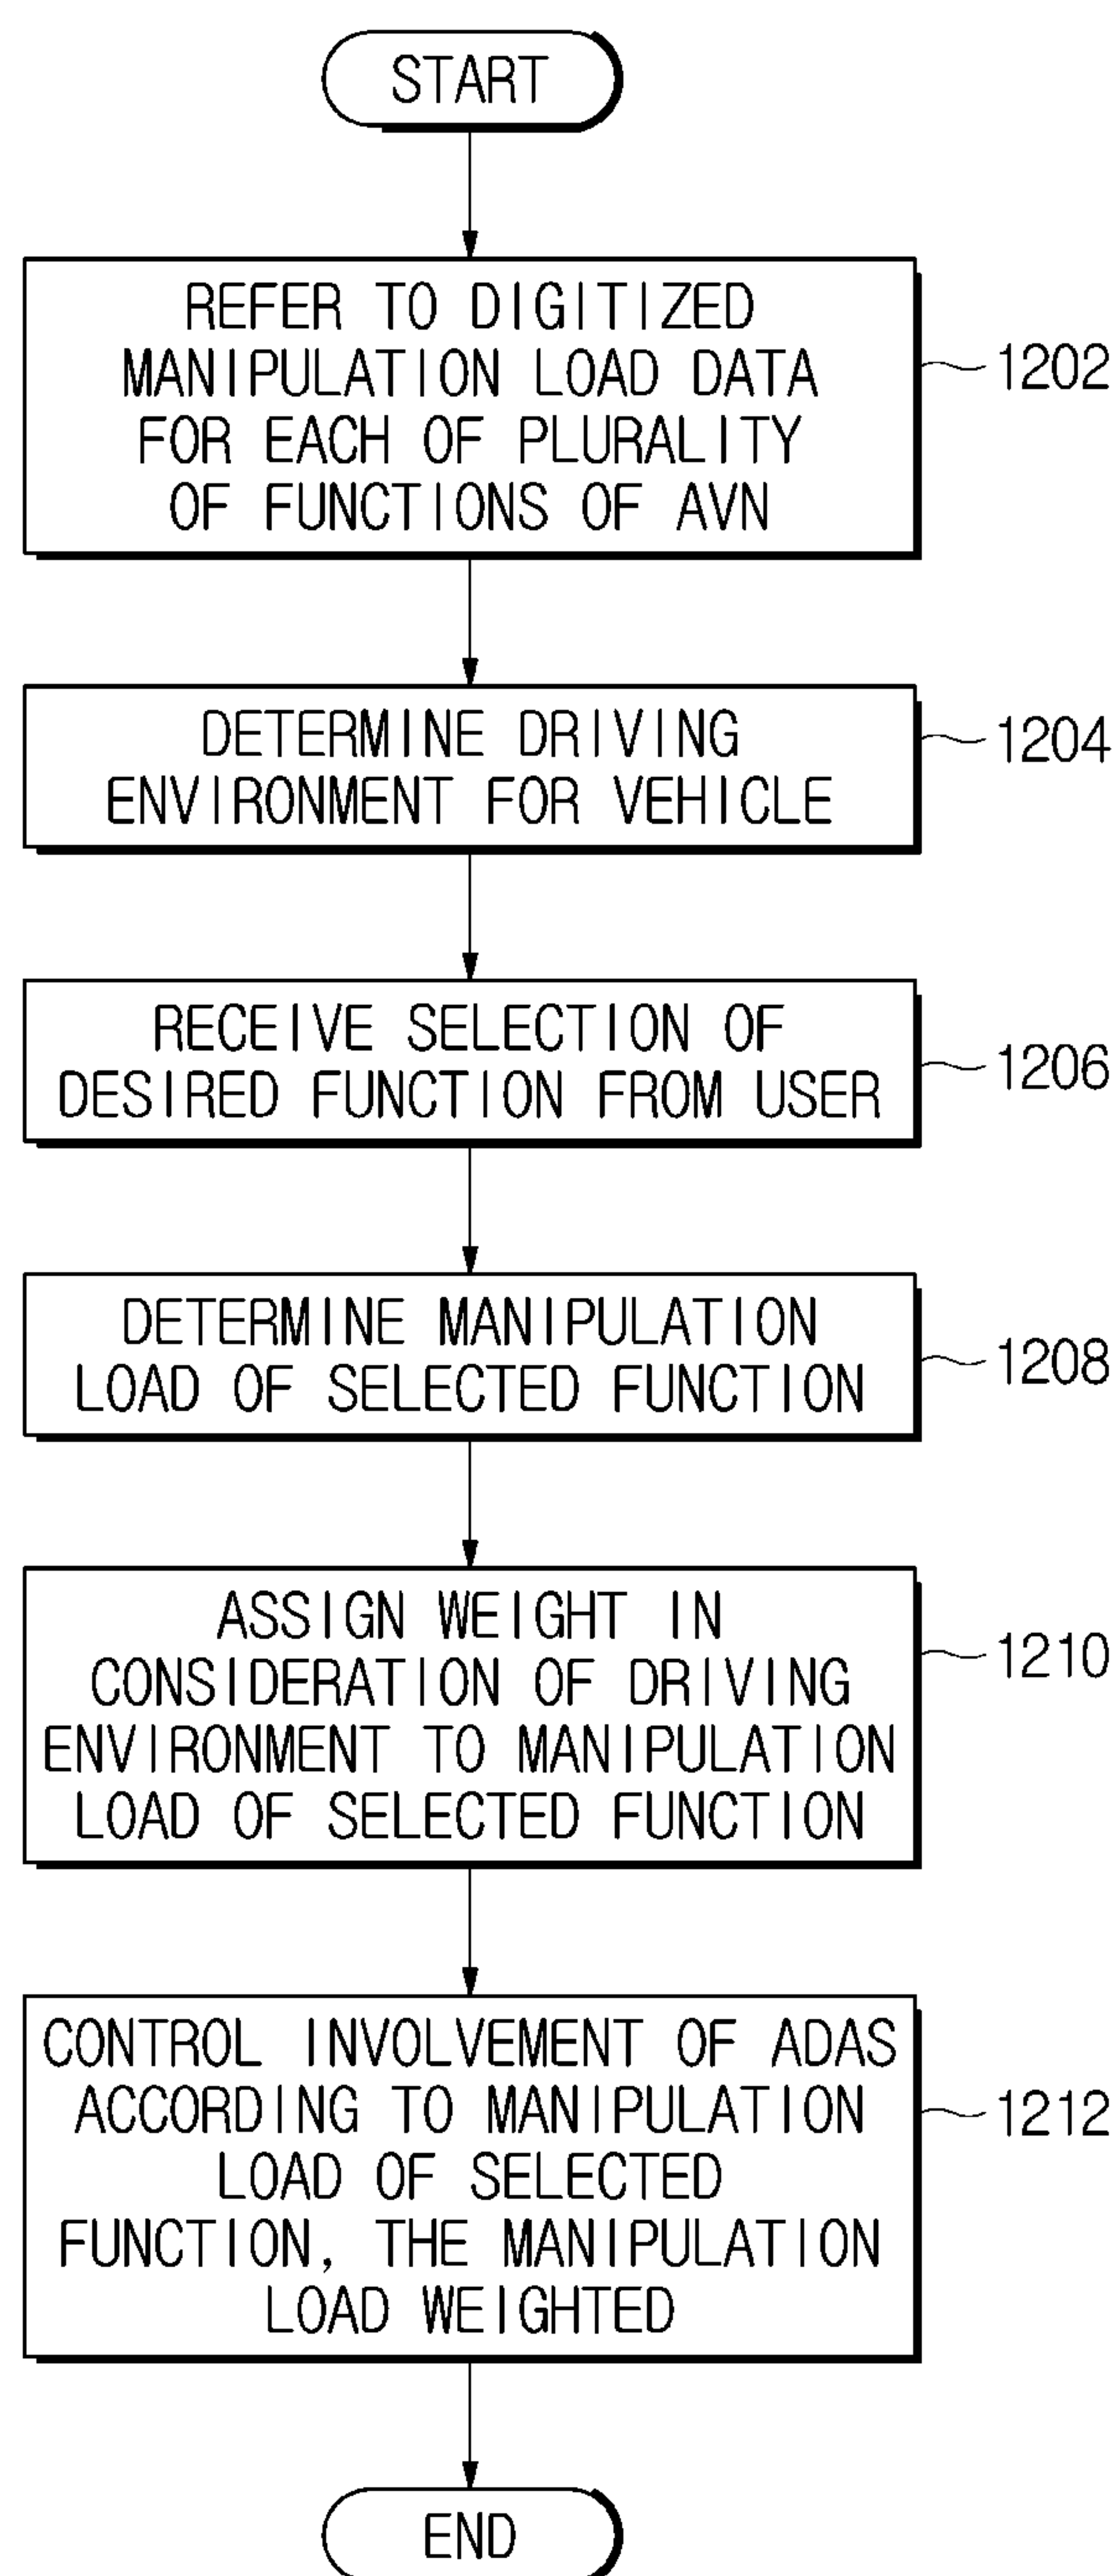 START
REFER TO DIGITIZED
MANIPULATION LOAD DATA
FOR EACH OF PLURALITY
OF FUNCTIONS OF AVN
1202
DETERMINE DRIVING
ENVIRONMENT FOR VEHICLE
1204
RECEIVE SELECTION OF
DESIRED FUNCTION FROM USER
1206
DETERMINE MANIPULATION
LOAD OF SELECTED FUNCTION
1208
ASSIGN WEIGHT IN
CONSIDERATION OF DRIVING
ENVIRONMENT TO MANIPULATION
LOAD OF SELECTED FUNCTION
1210
CONTROL INVOLVEMENT OF ADAS
ACCORDING TO MANIPULATION
LOAD OF SELECTED
FUNCTION, THE MANIPULATION
LOAD WEIGHTED
1212
END